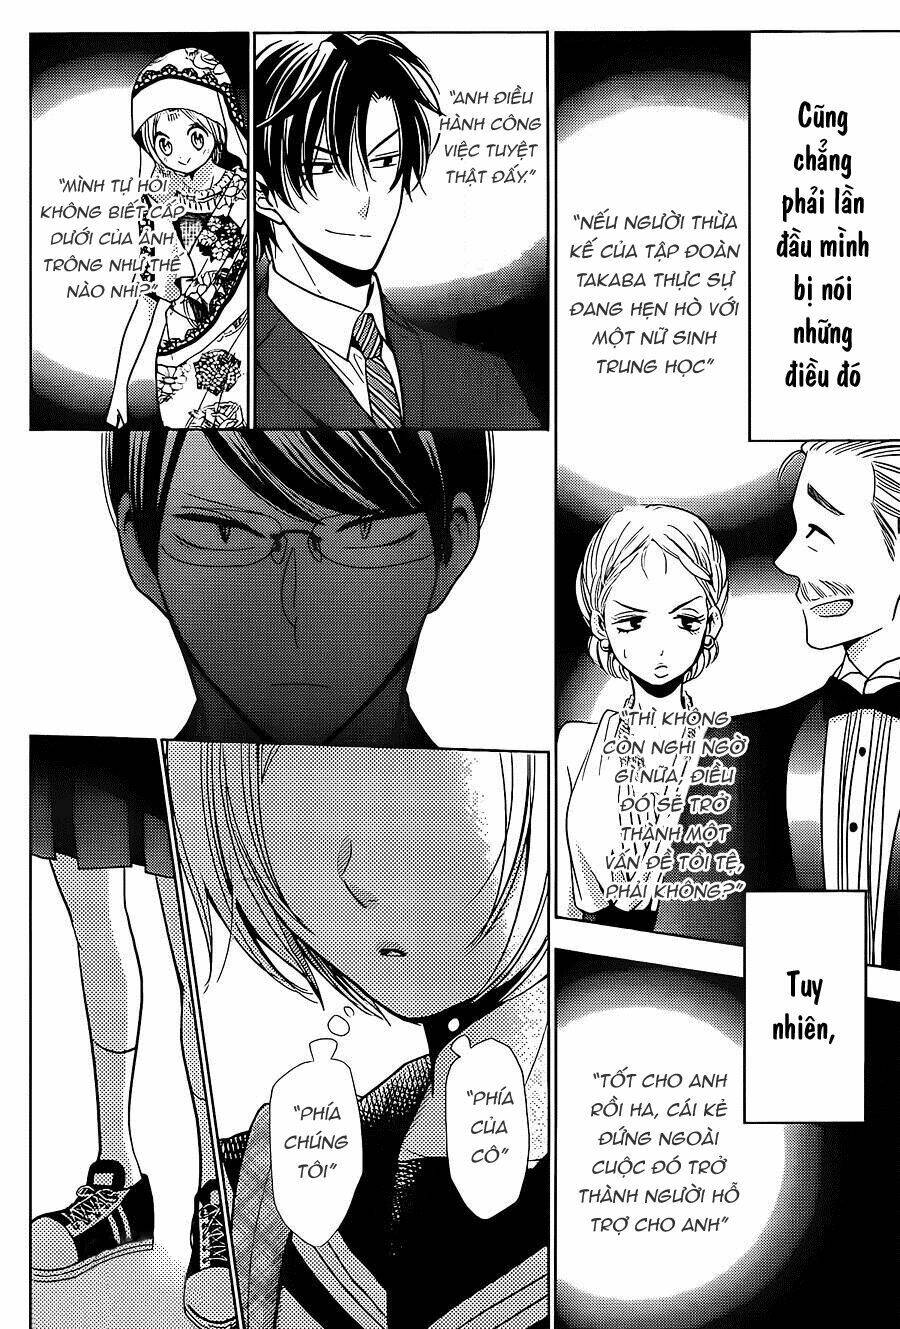 Cũng
chẳng
phải lần
đầu mình
bị nói
những
điều đó
"NẾU NGƯỜI THỪA
KẾ CỦA TẬP ĐOÀN
TAKABA THỰC SỰ
ĐANG HẸN HÒ VỚI
MỘT NỮ SINH
TRUNG HỌC"
"THÌ KHÔNG
CÒN NGHI NGỜ
GÌ NỮA, ĐIỀU
ĐÓ SẼ TRỞ
THÀNH MỘT
VẤN ĐỀ TỒI TỆ,
PHẢI KHÔNG?"
"ANH ĐIỀU
HÀNH CÔNG
VIỆC TUYỆT
THẬT ĐẤY."
"MÌNH TỰ HỎI
KHÔNG BIẾT CẤP
DƯỚI CỦA ẢNH
TRÔNG NHƯ THẾ
NÀO NHỈ?"
Tuy
nhiên,
"TỐT CHO ANH
RỒI HA, CÁI KẺ
ĐỨNG NGOÀI
CUỘC ĐÓ TRỞ
THÀNH NGƯỜI HỖ
TRỢ CHO ANH"
"PHÍA
CỦA
CÔ"
"PHÍA
CHÚNG
TÔI"